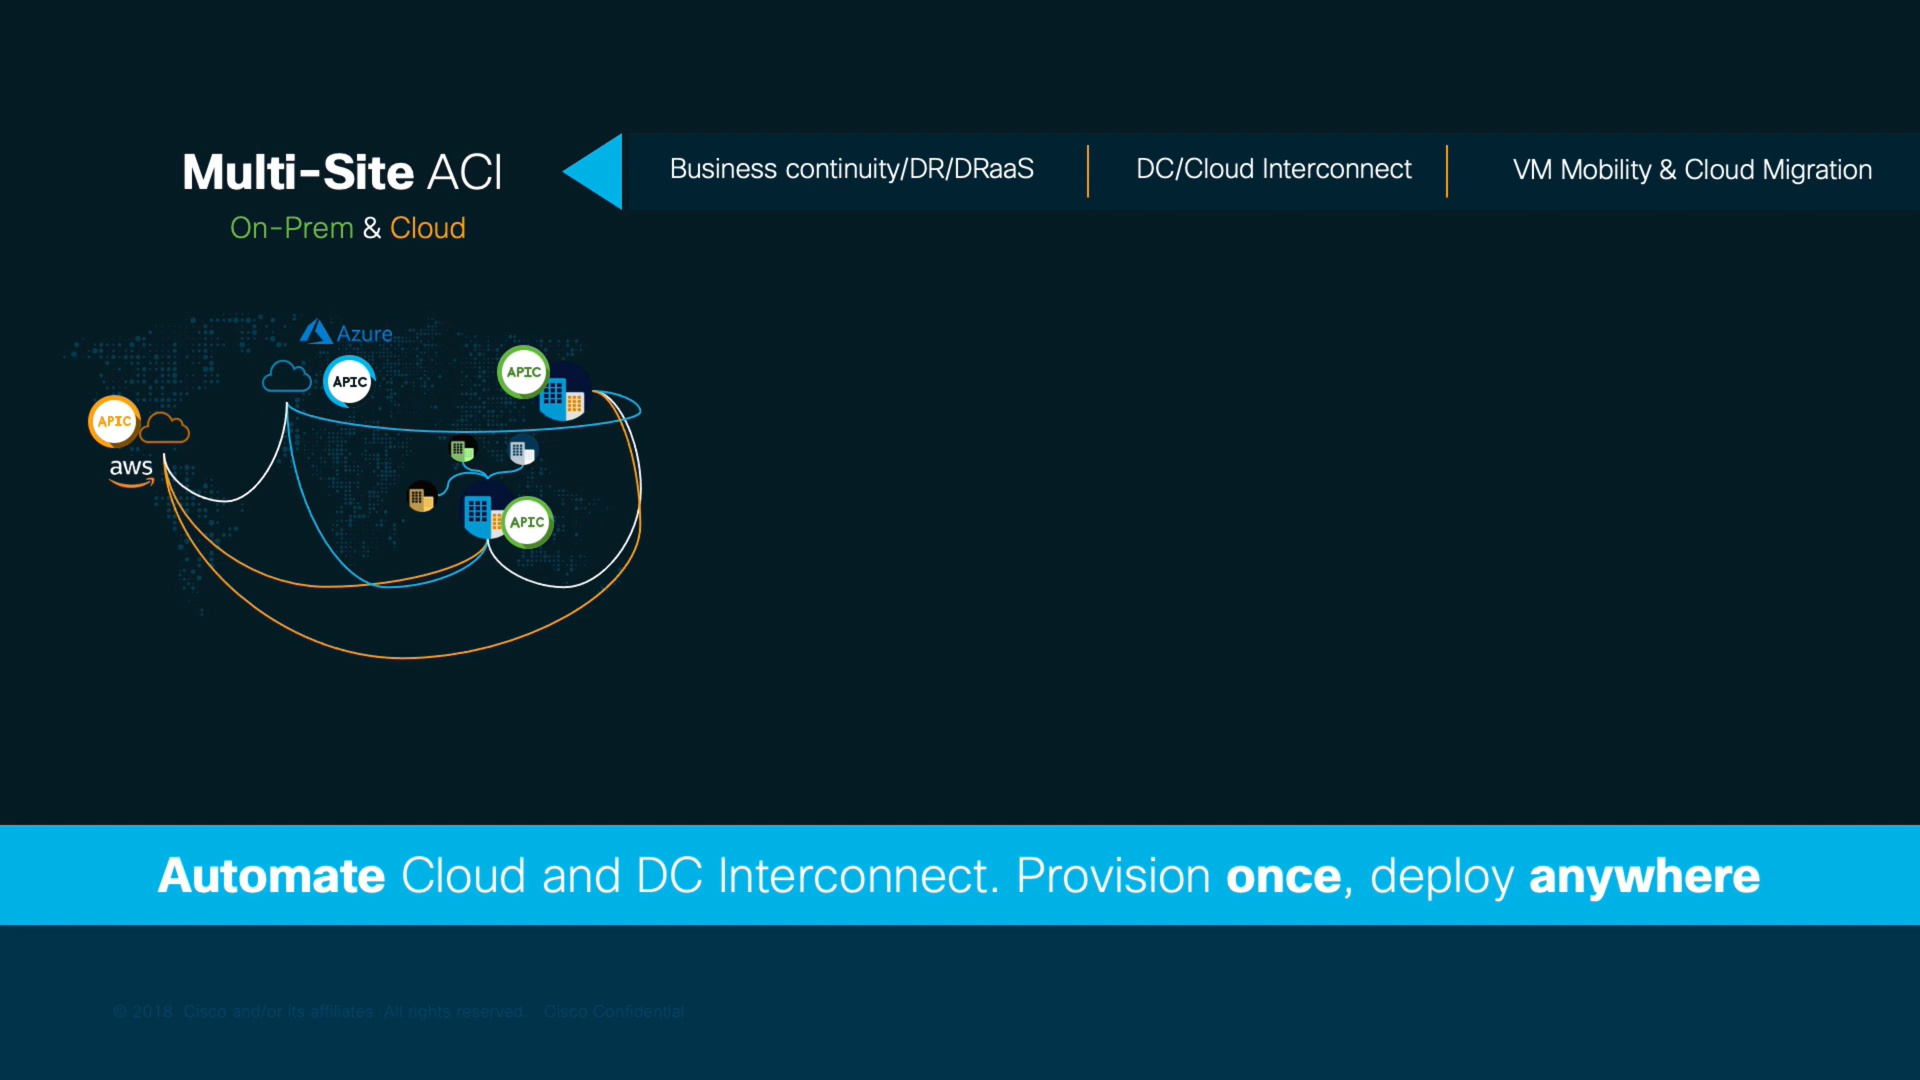 Multi-Site ACI
On-Prem & Cloud
Business continuity/DR/DRaaS
DC/Cloud Interconnect
VM Mobility & Cloud Migration
Azure
APIC
APIC
APIC
aws
APIC
Automate Cloud and DC Interconnect. Provision once, deploy anywhere
© 2018 Cisco and/or its affiliates. All rights reserved. Cisco Confidential